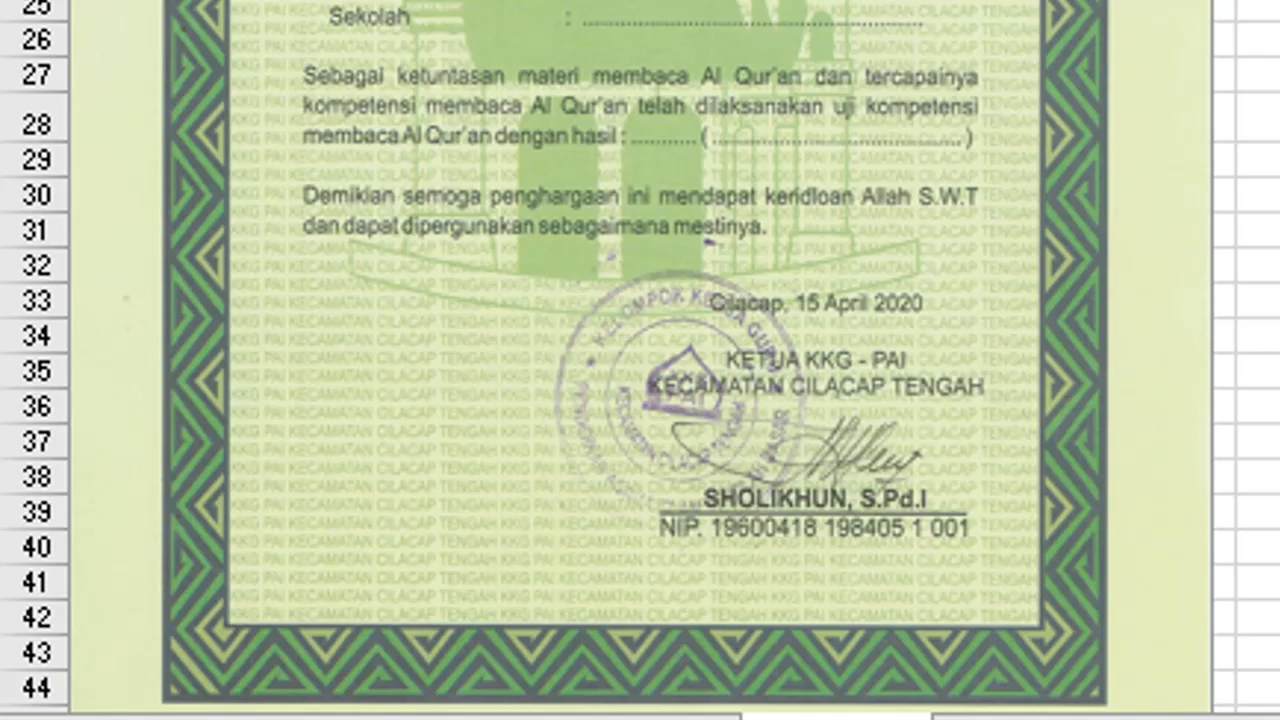 25
26
27
28
29
30
31
32
33
34
35
36
37
38
39
40
41
42
43
44
Sekolah : ..........................................................................
Sebagai ketuntasan materi membaca Al Qur'an dan tercapainya
kompetensi membaca Al Qur'an telah dilaksanakan uji kompetensi
membaca Al Qur'an dengan hasil : .......... ( ...................................................... )
Demikian semoga penghargaan ini mendapat keridloan Allah S.W.T
dan dapat dipergunakan sebagaimana mestinya.
Cilacap, 15 April 2020
KETUA KKG - PAI
KECAMATAN CILACAP TENGAH
SHOLIKHUN, S.Pd.I
NIP. 19600418 198405 1 001